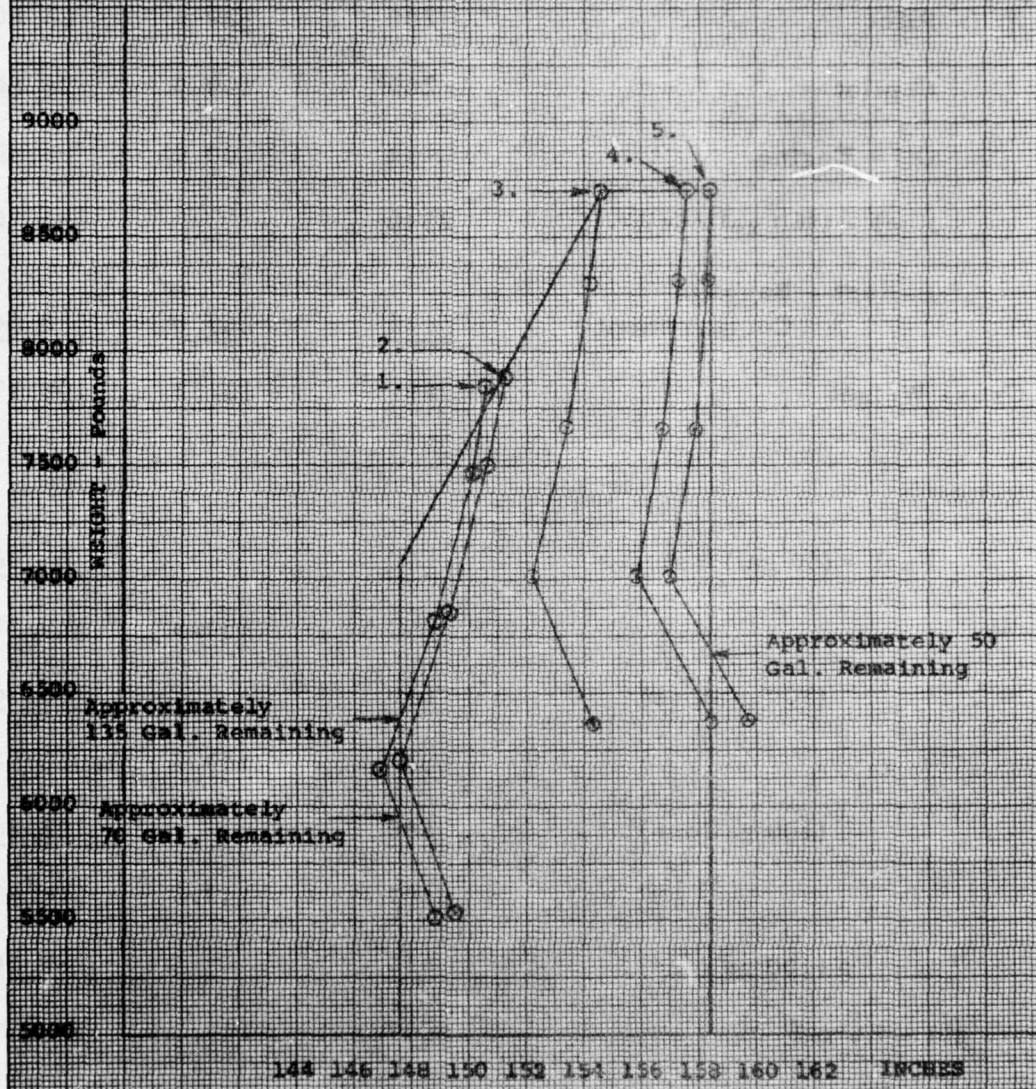 9000
5.
4.
3.
8500
2.
8000
1.
WEIGHT - Pounds
7500
7000
Approximately 50
Gal. Remaining
6500
Approximately
135 Gal. Remaining
6000
Approximately
70 Gal. Remaining
5500
5000
144 146 148 150 152 154 156 158 160 162 INCHES